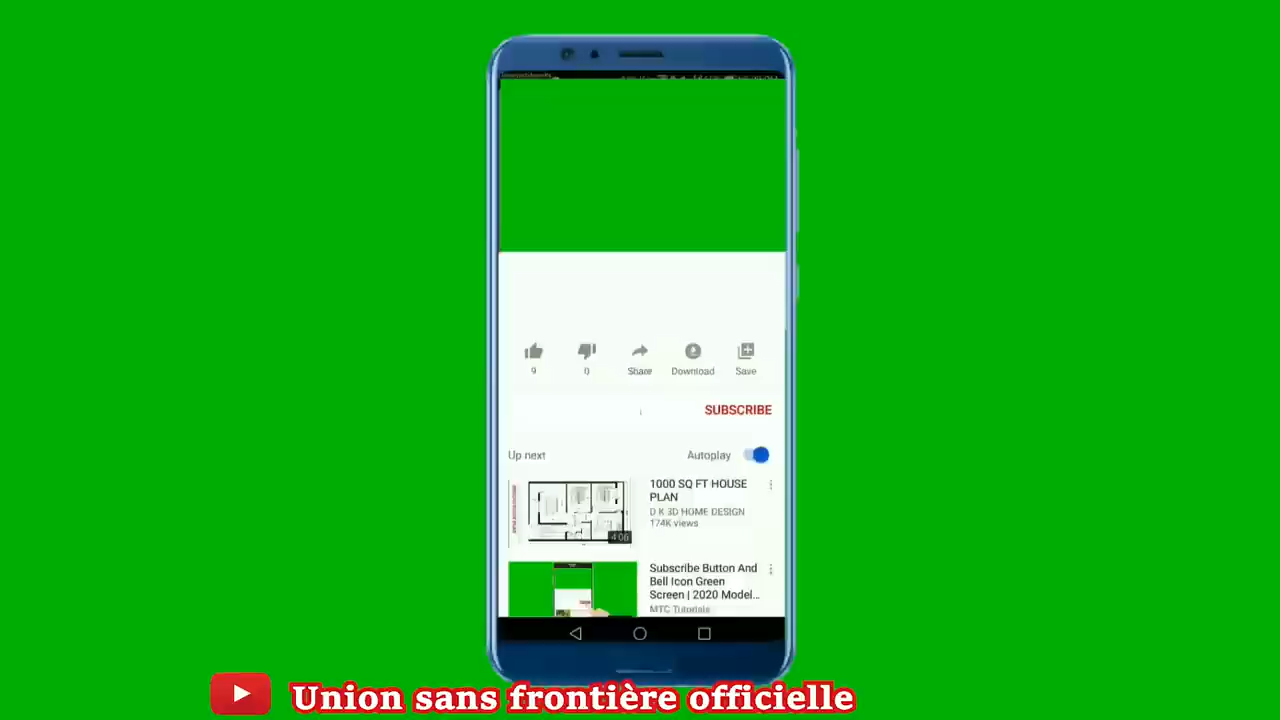 9
0
Share
Download
Save
SUBSCRIBE
Up next
Autoplay
1000 SQ FT HOUSE
PLAN
D K 3D HOME DESIGN
174K views
4:06
Subscribe Button And
Bell Icon Green
Screen | 2020 Model...
MTC Tutorials
Union sans frontière officielle